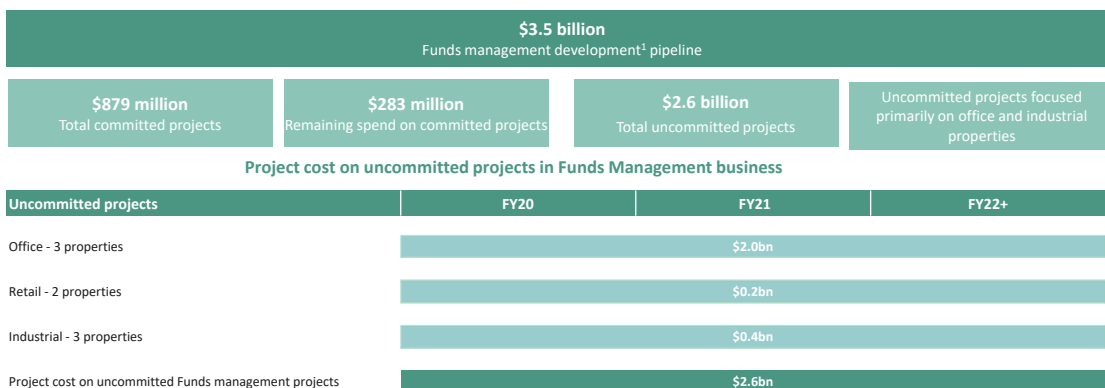 $3.5 billion
Funds management development¹ pipeline
$879 million
Total committed projects
$283 million
Remaining spend on committed projects
$2.6 billion
Total uncommitted projects
Uncommitted projects focused
primarily on office and industrial
properties
Project cost on uncommitted projects in Funds Management business
Uncommitted projects FY20 FY21 FY22+
Office - 3 properties $2.0bn
Retail - 2 properties $0.2bn
Industrial - 3 properties $0.4bn
Project cost on uncommitted Funds management projects $2.6bn